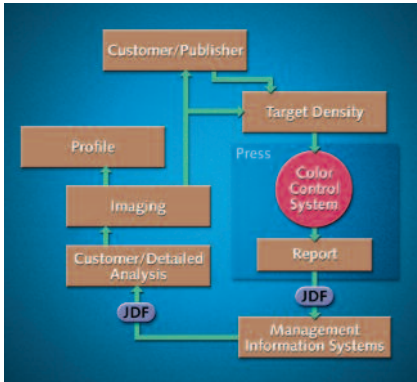 Customer/Publisher
Target Density
Profile
Press
Color
Control
System
Imaging
Report
Customer/Detailed
Analysis
JDF
JDF
Management
Information Systems